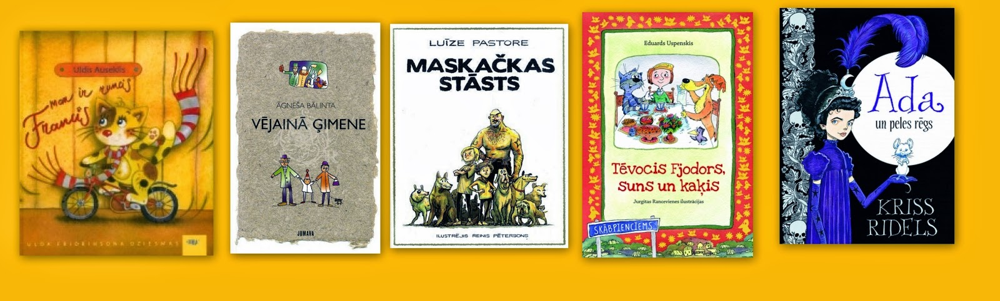 Uldis Auseklis
man ir runcis
Francis
ULDA FRIDRIHSONA DZIESMAS
ĀGNEŠA BĀLINTA
VĒJAINĀ ĢIMENE
JUMAVA
LUĪZE PASTORE
MASKAČKAS
STĀSTS
ILUSTRĒJIS REINIS PĒTERSONS
Eduards Uspenskis
Tēvocis Fjodors,
suns un kaķis
Jurgitas Rancevienes ilustrācijas
SKĀBPIENCIEMS
Ada
un peles rēgs
KRISS
RIDELS